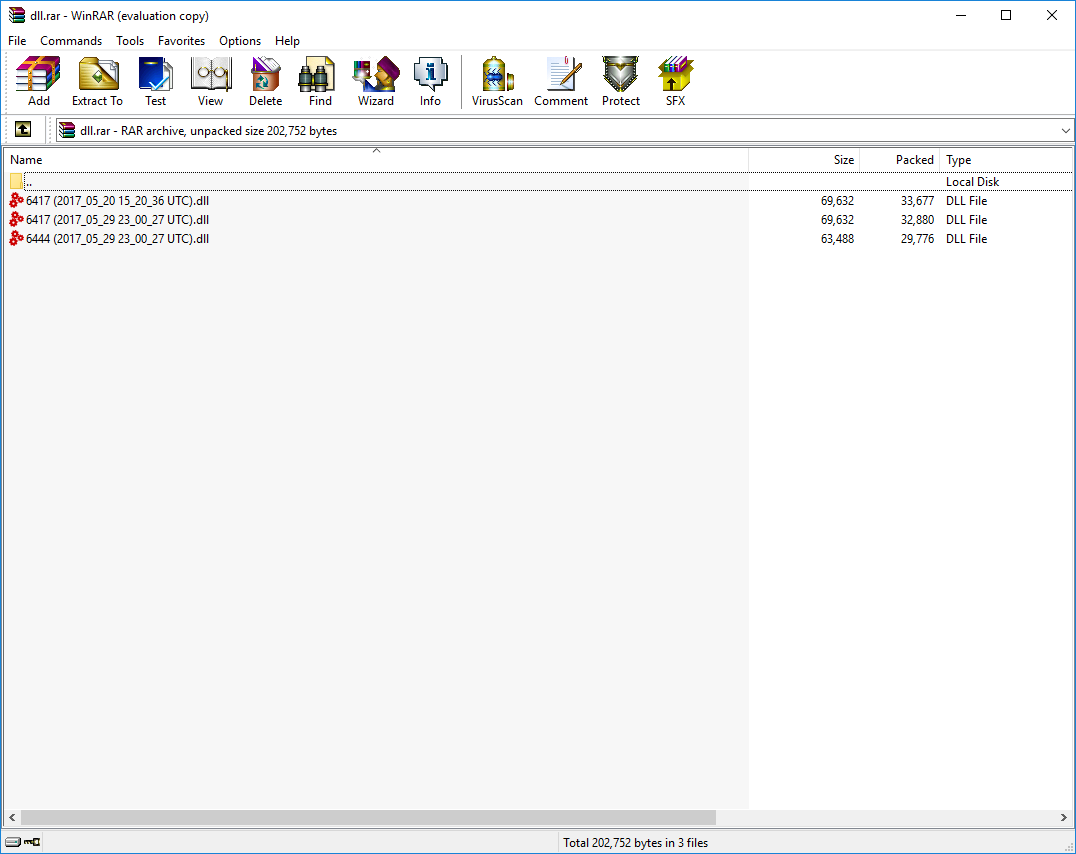 dll.rar - WinRAR (evaluation copy)
File Commands Tools Favorites Options Help
Add Extract To Test View Delete Find Wizard Info VirusScan Comment Protect SFX
dll.rar - RAR archive, unpacked size 202,752 bytes
Name Size Packed Type
.. Local Disk
6417 (2017_05_20 15_20_36 UTC).dll 69,632 33,677 DLL File
6417 (2017_05_29 23_00_27 UTC).dll 69,632 32,880 DLL File
6444 (2017_05_29 23_00_27 UTC).dll 63,488 29,776 DLL File
Total 202,752 bytes in 3 files